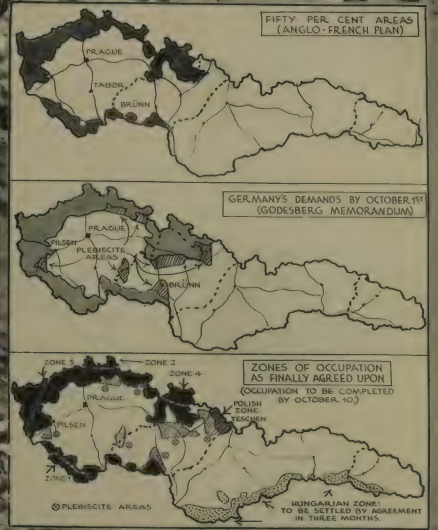 FIFTY PER CENT AREAS
(ANGLO-FRENCH PLAN)
PRAGUE
TABOR
BRÜNN
GERMANY'S DEMANDS BY OCTOBER 1ST
(GODESBERG MEMORANDUM)
PRAGUE
PILSEN
PLEBISCITE
AREAS
BRÜNN
ZONE 3
ZONE 2
ZONE 4
ZONES OF OCCUPATION
AS FINALLY AGREED UPON
(OCCUPATION TO BE COMPLETED
BY OCTOBER 10.)
PRAGUE
POLISH
ZONE
TESCHEN
PILSEN
ZONE 1
PLEBISCITE AREAS
HUNGARIAN ZONE:
TO BE SETTLED BY AGREEMENT
IN THREE MONTHS.